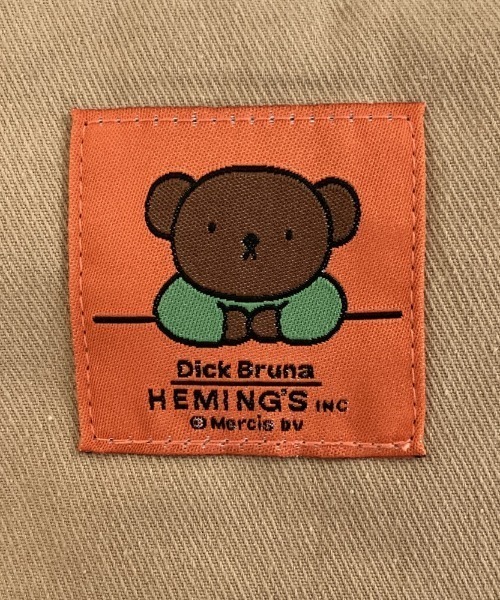 Dick Bruna
HEMING'S INC
© Mercis bv